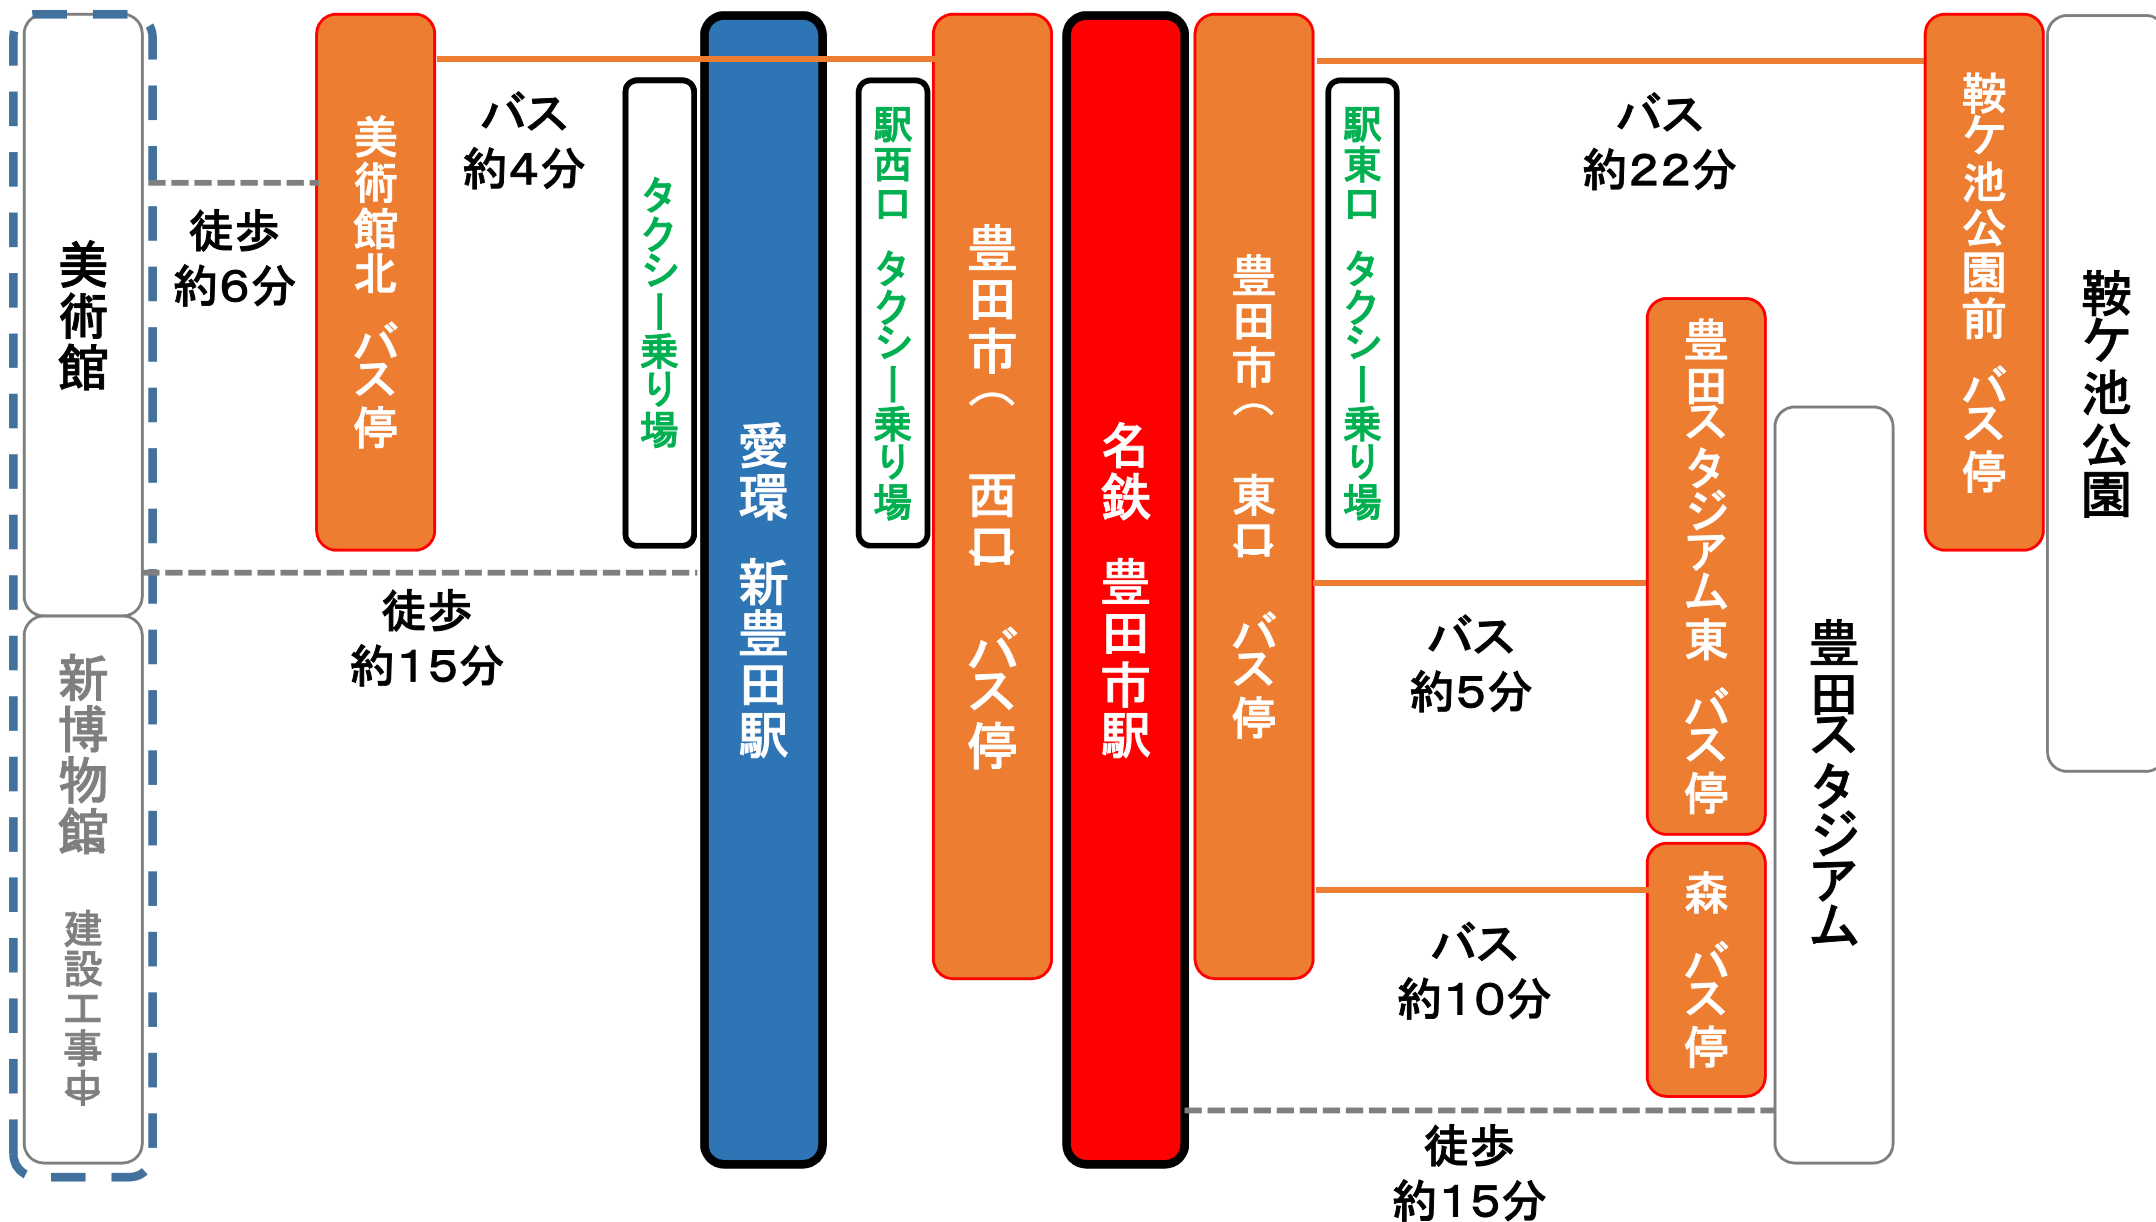 美術館
新博物館 建設工事中
徒歩
約6分
美術館北 バス停
バス
約4分
徒歩
約15分
タクシー乗り場
愛環 新豊田駅
駅西口 タクシー乗り場
豊田市（西口） バス停
名鉄 豊田市駅
豊田市（東口） バス停
駅東口 タクシー乗り場
バス
約22分
バス
約5分
バス
約10分
徒歩
約15分
豊田スタジアム東 バス停
森 バス停
豊田スタジアム
鞍ケ池公園前 バス停
鞍ケ池公園